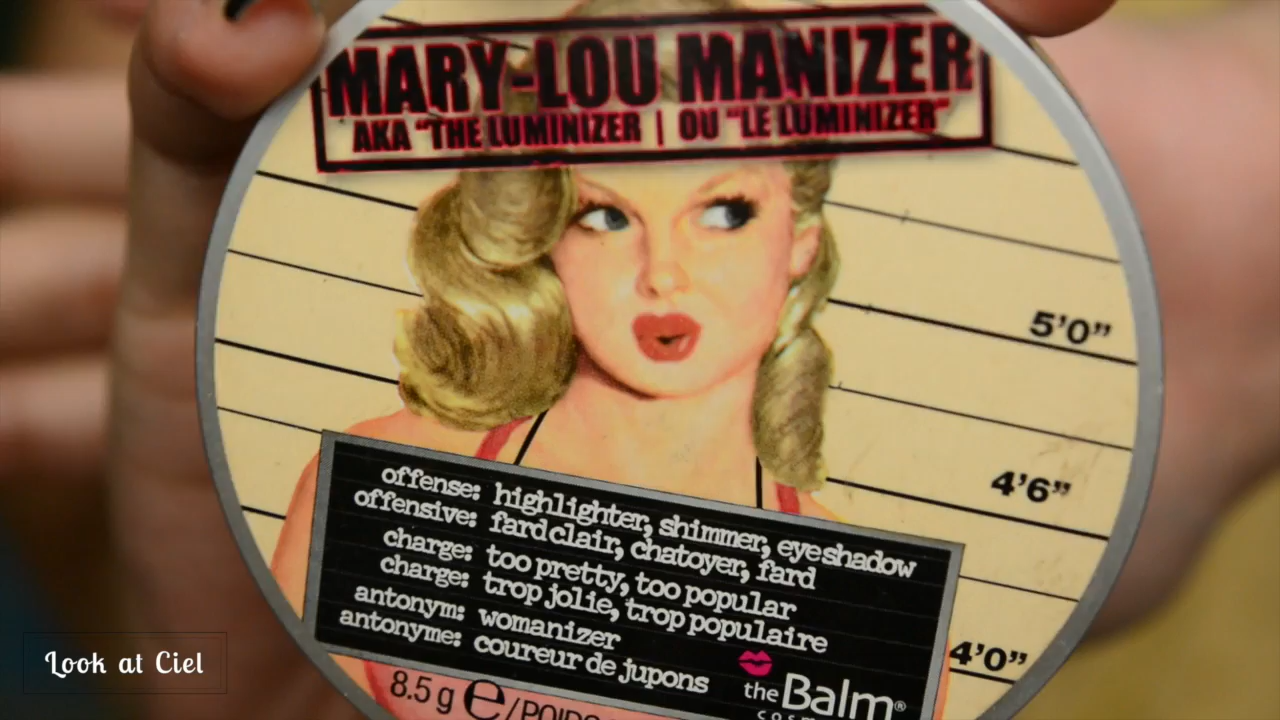 MARY-LOU MANIZER
AKA "THE LUMINIZER | OU "LE LUMINIZER"
5'0"
4'6"
4'0"
offense: highlighter, shimmer, eyeshadow
offensive: fard clair, chatoyer, fard
charge: too pretty, too popular
charge: trop jolie, trop populaire
antonym: womanizer
antonyme: coureur de jupons
theBalm®
8.5 g ℮/POIDS
Look at Ciel